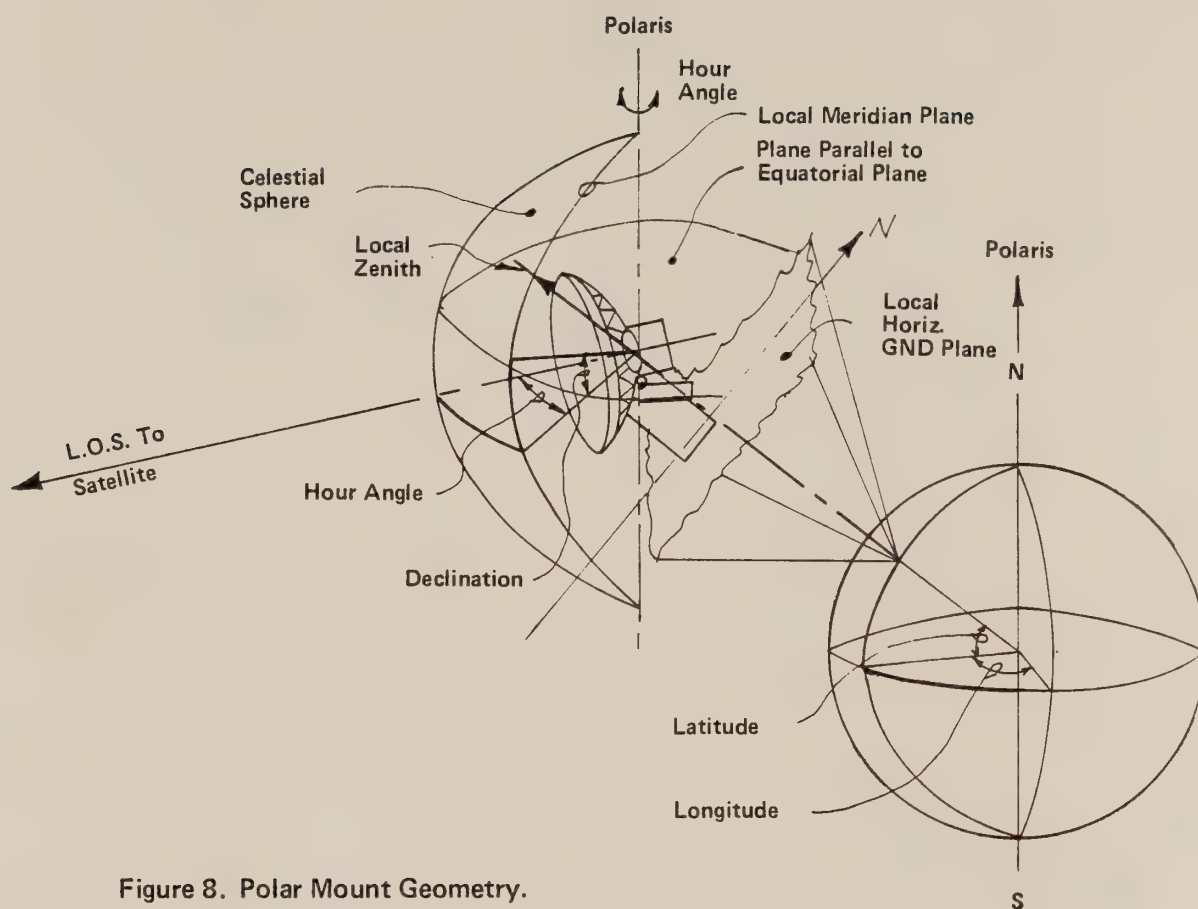 Polaris
Hour
Angle
Local Meridian Plane
Plane Parallel to
Equatorial Plane
Celestial
Sphere
Local
Zenith
N
Polaris
Local
Horiz.
GND Plane
N
L.O.S. To
Satellite
Hour Angle
Declination
Latitude
Longitude
S
Figure 8. Polar Mount Geometry.